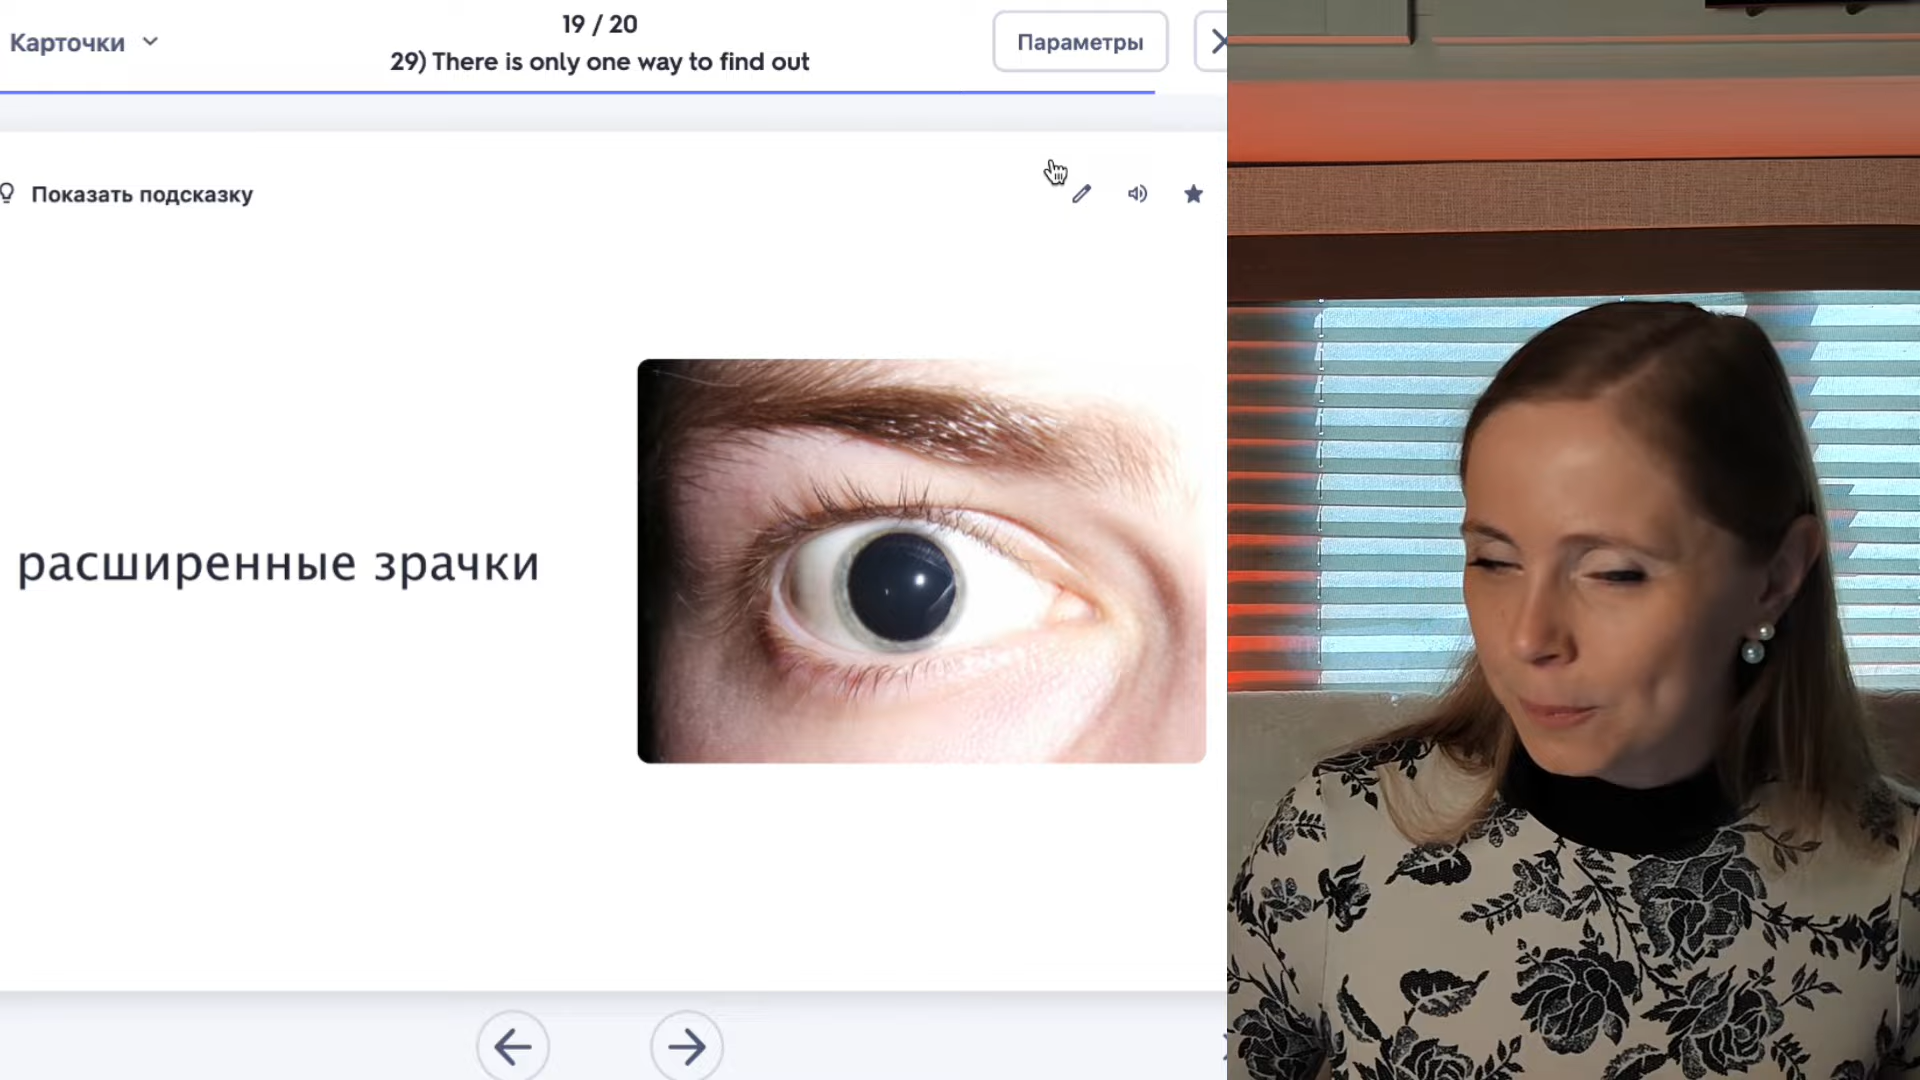 Карточки
19 / 20
29) There is only one way to find out
Параметры
Показать подсказку
расширенные зрачки